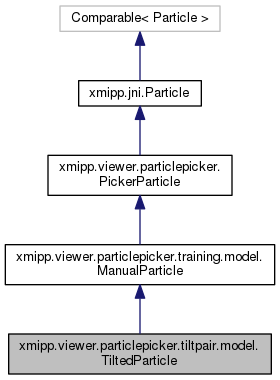 Comparable< Particle >
xmipp.jni.Particle
xmipp.viewer.particlepicker.
PickerParticle
xmipp.viewer.particlepicker.training.model.
ManualParticle
xmipp.viewer.particlepicker.tiltpair.model.
TiltedParticle